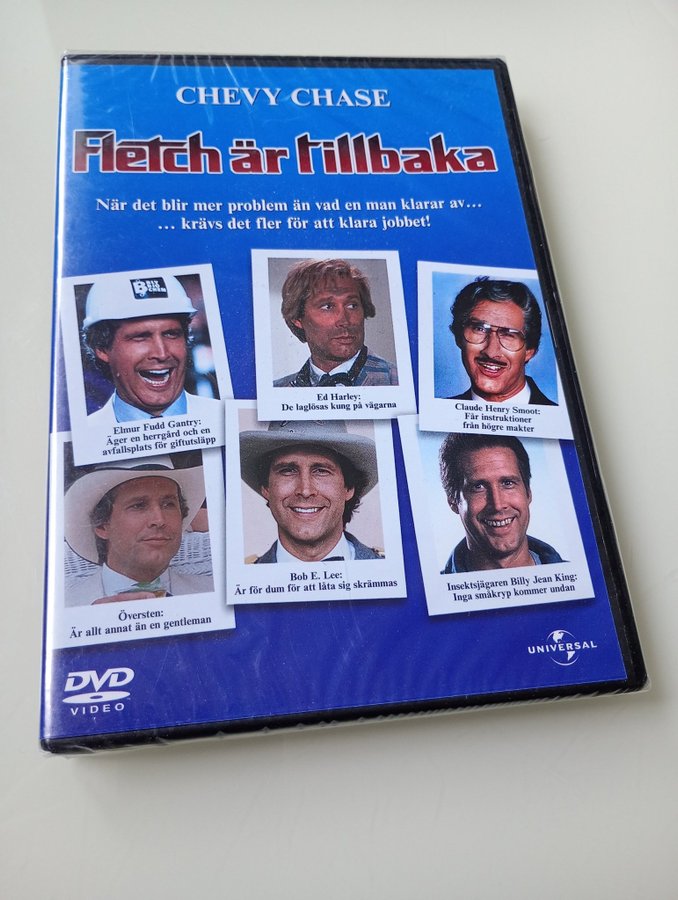 CHEVY CHASE
Fletch är tillbaka
När det blir mer problem än vad en man klarar av...
... krävs det fler för att klara jobbet!
Elmur Fudd Gantry:
Äger en herrgård och en
avfallsplats för giftutsläpp
Ed Harley:
De laglösas kung på vägarna
Claude Henry Smoot:
Får instruktioner
från högre makter
Översten:
Är allt annat än en gentleman
Bob E. Lee:
Är för dum för att låta sig skrämmas
Insektsjägaren Billy Jean King:
Inga småkryp kommer undan
DVD
VIDEO
UNIVERSAL